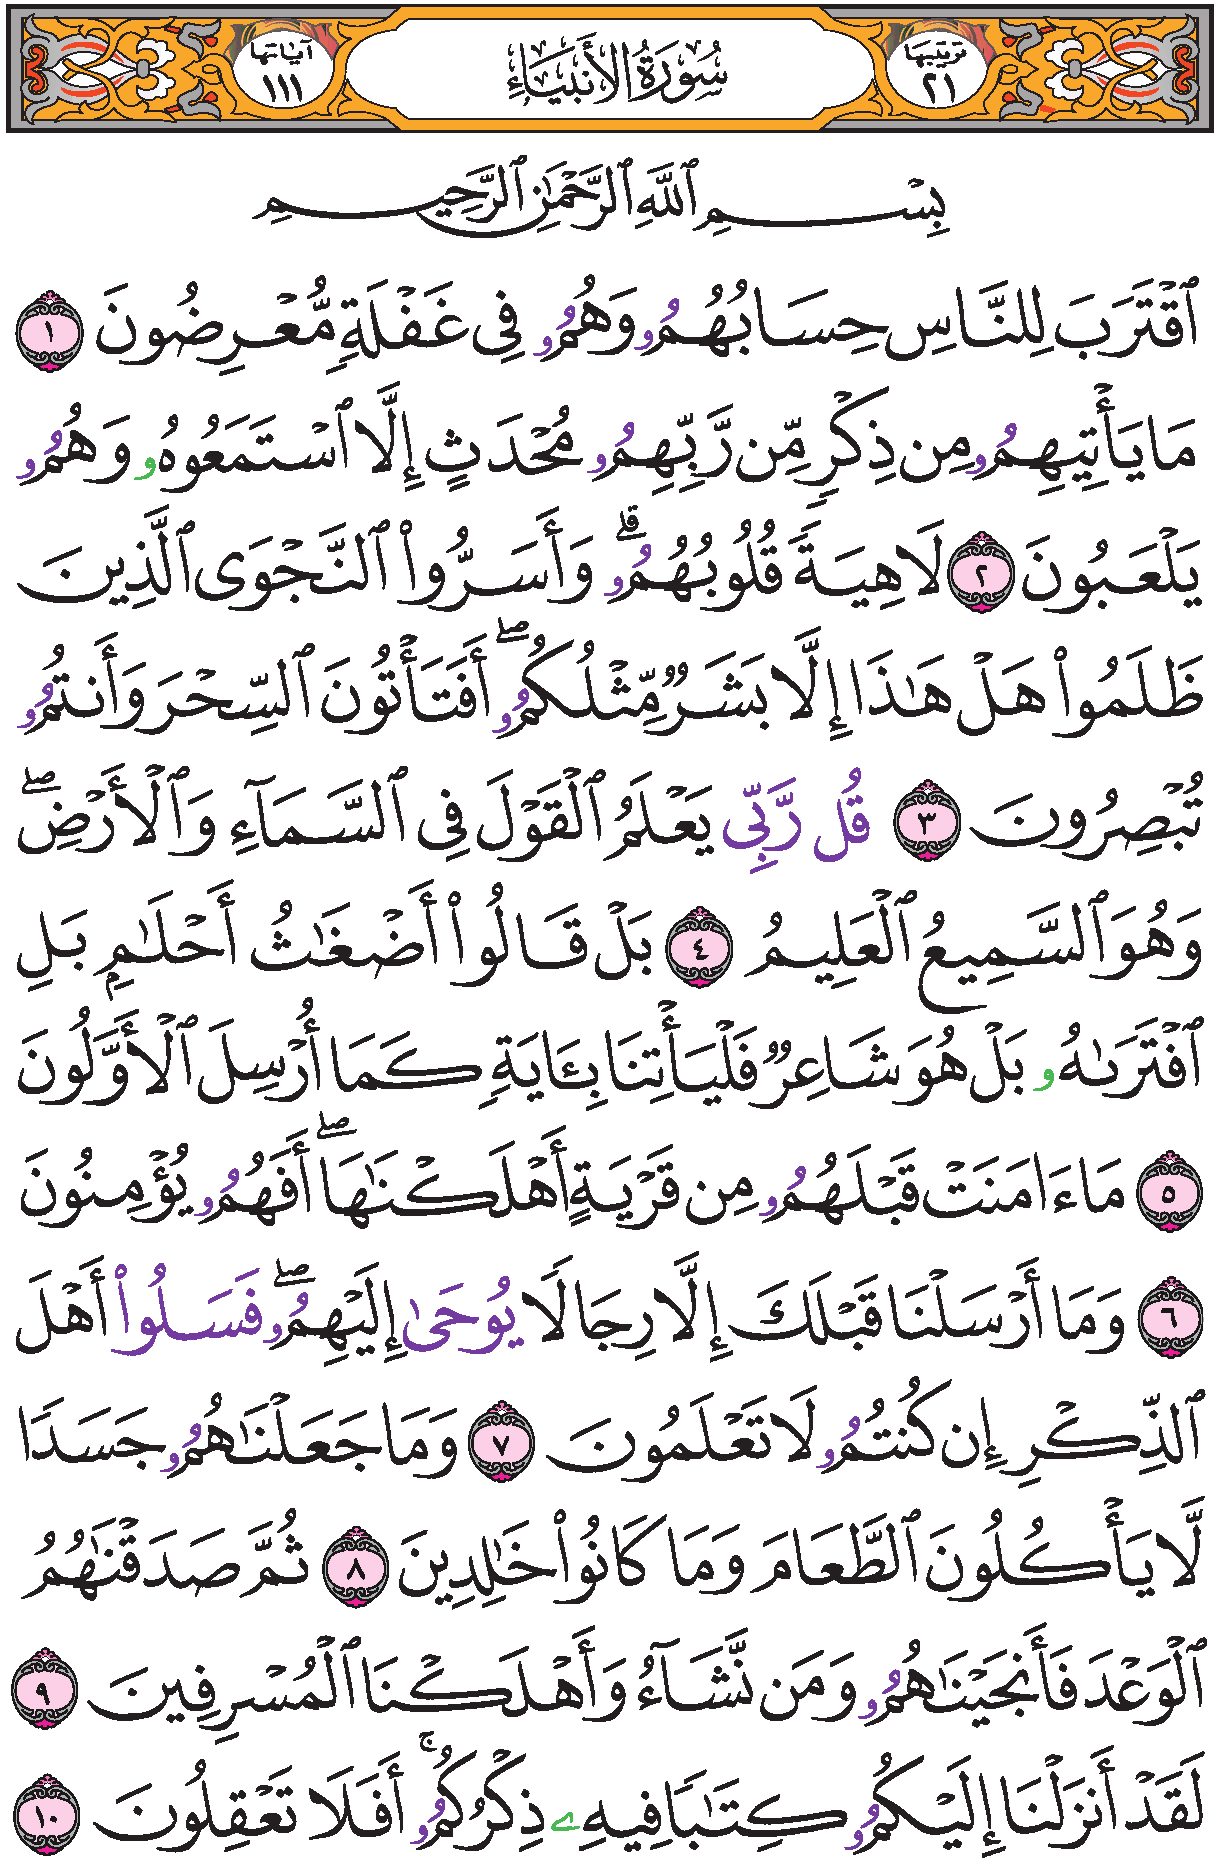 ترتيبها ٢١ سُورَةُ الأَنبِيَاءِ آياتها ١١١
بِسْمِ ٱللَّهِ ٱلرَّحْمَٰنِ ٱلرَّحِيمِ
ٱقْتَرَبَ لِلنَّاسِ حِسَابُهُمُۥ وَهُمُۥ فِى غَفْلَةٍ مُّعْرِضُونَ ١
مَا يَأْتِيهِمُۥ مِن ذِكْرٍ مِّن رَّبِّهِمُۥ مُحْدَثٍ إِلَّا ٱسْتَمَعُوهُۥ وَهُمُۥ
يَلْعَبُونَ ٢ لَاهِيَةً قُلُوبُهُمُۥ ۗ وَأَسَرُّوا۟ ٱلنَّجْوَى ٱلَّذِينَ
ظَلَمُوا۟ هَلْ هَٰذَا إِلَّا بَشَرٌ مِّثْلُكُمُۥ ۖ أَفَتَأْتُونَ ٱلسِّحْرَ وَأَنتُمُۥ
تُبْصِرُونَ ٣ قُل رَّبِّى يَعْلَمُ ٱلْقَوْلَ فِى ٱلسَّمَآءِ وَٱلْأَرْضِ ۖ
وَهُوَ ٱلسَّمِيعُ ٱلْعَلِيمُ ٤ بَلْ قَالُوا۟ أَضْغَٰثُ أَحْلَٰمٍۭ بَلِ
ٱفْتَرَىٰهُۥ بَلْ هُوَ شَاعِرٌ فَلْيَأْتِنَا بِـَٔايَةٍ كَمَا أُرْسِلَ ٱلْأَوَّلُونَ
٥ مَا ءَامَنَتْ قَبْلَهُمُۥ مِن قَرْيَةٍ أَهْلَكْنَٰهَا ۖ أَفَهُمُۥ يُؤْمِنُونَ
٦ وَمَا أَرْسَلْنَا قَبْلَكَ إِلَّا رِجَالًا يُوحَىٰ إِلَيْهِمُۥ ۖ فَسَلُوا۟ أَهْلَ
ٱلذِّكْرِ إِن كُنتُمُۥ لَا تَعْلَمُونَ ٧ وَمَا جَعَلْنَٰهُمُۥ جَسَدًا
لَّا يَأْكُلُونَ ٱلطَّعَامَ وَمَا كَانُوا۟ خَٰلِدِينَ ٨ ثُمَّ صَدَقْنَٰهُمُ
ٱلْوَعْدَ فَأَنجَيْنَٰهُمُۥ وَمَن نَّشَآءُ وَأَهْلَكْنَا ٱلْمُسْرِفِينَ ٩
لَقَدْ أَنزَلْنَا إِلَيْكُمُۥ كِتَٰبًا فِيهِۦ ذِكْرُكُمُۥ ۚ أَفَلَا تَعْقِلُونَ ١٠